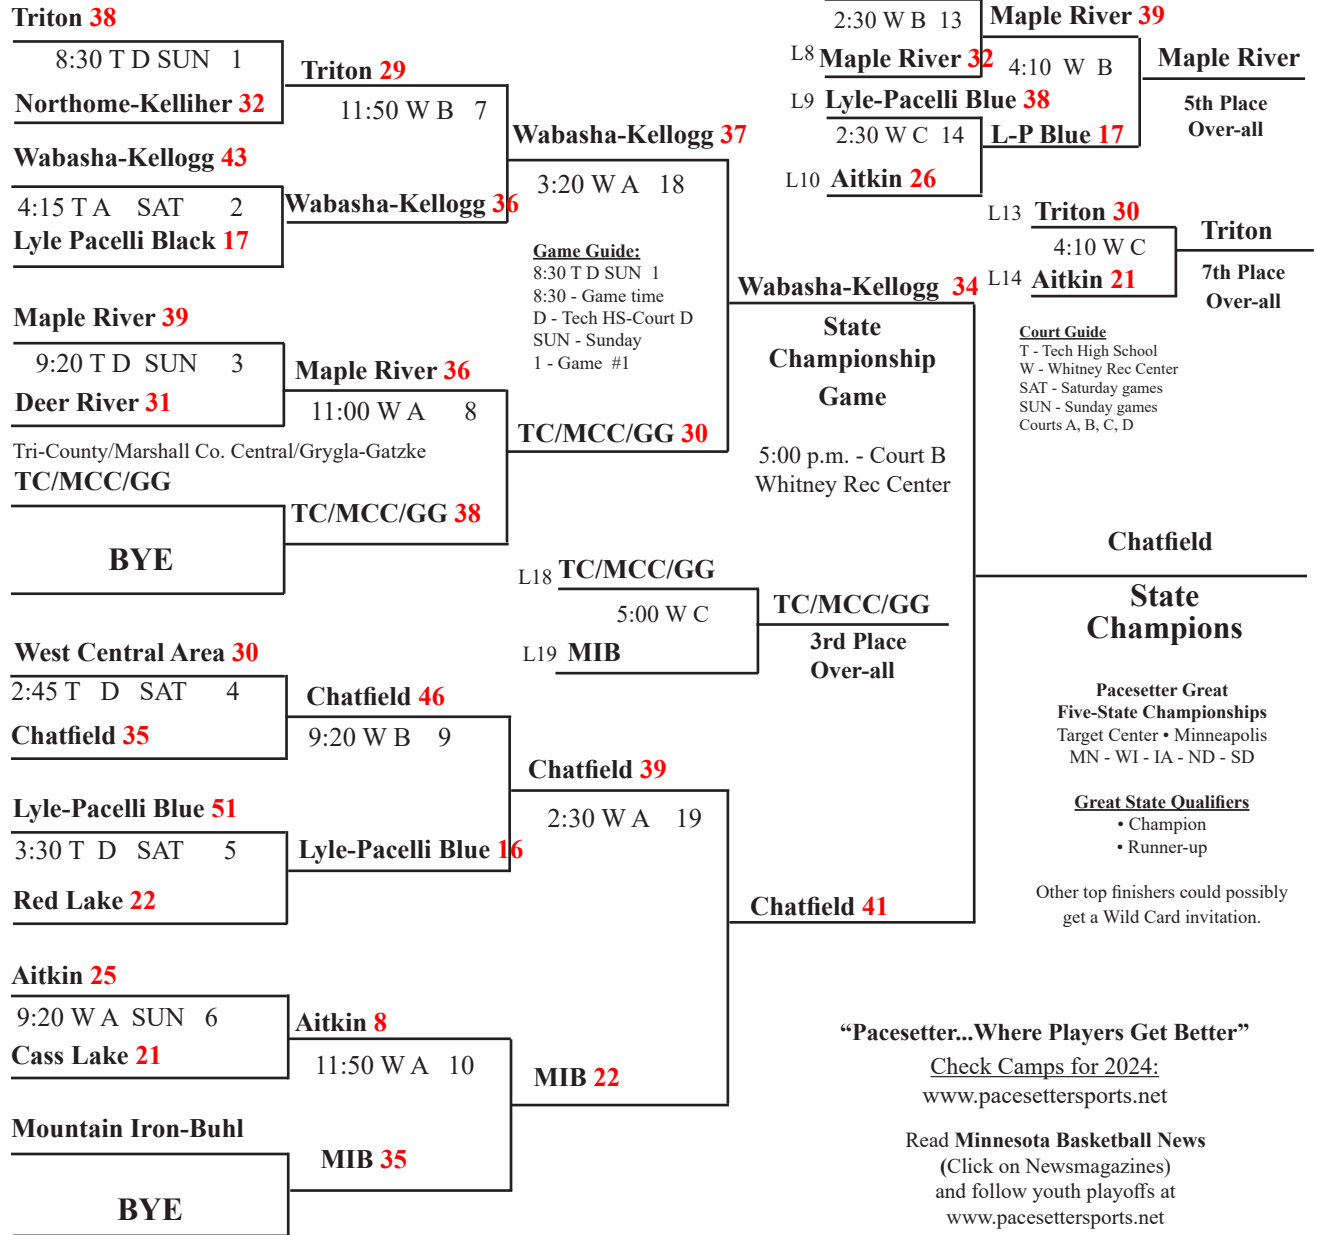 Triton 38
8:30 T D SUN 1
Northome-Kelliher 32
Triton 29
11:50 W B 7
Wabasha-Kellogg 43
4:15 T A SAT 2
Lyle Pacelli Black 17
Wabasha-Kellogg 36
Wabasha-Kellogg 37
3:20 W A 18
Maple River 39
9:20 T D SUN 3
Deer River 31
Maple River 36
11:00 W A 8
Tri-County/Marshall Co. Central/Grygla-Gatzke
TC/MCC/GG
BYE
TC/MCC/GG 38
TC/MCC/GG 30
Game Guide:
8:30 T D SUN 1
8:30 - Game time
D - Tech HS-Court D
SUN - Sunday
1 - Game #1
Wabasha-Kellogg 34
State
Championship
Game
5:00 p.m. - Court B
Whitney Rec Center
2:30 W B 13
L8 Maple River 32
Maple River 39
4:10 W B
Maple River
5th Place
Over-all
L9 Lyle-Pacelli Blue 38
2:30 W C 14
L10 Aitkin 26
L-P Blue 17
L13 Triton 30
4:10 W C
L14 Aitkin 21
Triton
7th Place
Over-all
Court Guide
T - Tech High School
W - Whitney Rec Center
SAT - Saturday games
SUN - Sunday games
Courts A, B, C, D
L18 TC/MCC/GG
5:00 W C
L19 MIB
TC/MCC/GG
3rd Place
Over-all
Chatfield
State
Champions
West Central Area 30
2:45 T D SAT 4
Chatfield 35
Chatfield 46
9:20 W B 9
Lyle-Pacelli Blue 51
3:30 T D SAT 5
Red Lake 22
Lyle-Pacelli Blue 16
Chatfield 39
2:30 W A 19
Chatfield 41
Aitkin 25
9:20 W A SUN 6
Cass Lake 21
Aitkin 8
11:50 W A 10
Mountain Iron-Buhl
BYE
MIB 35
MIB 22
Pacesetter Great
Five-State Championships
Target Center • Minneapolis
MN - WI - IA - ND - SD
Great State Qualifiers
• Champion
• Runner-up
Other top finishers could possibly
get a Wild Card invitation.
“Pacesetter...Where Players Get Better”
Check Camps for 2024:
www.pacesettersports.net
Read Minnesota Basketball News
(Click on Newsmagazines)
and follow youth playoffs at
www.pacesettersports.net